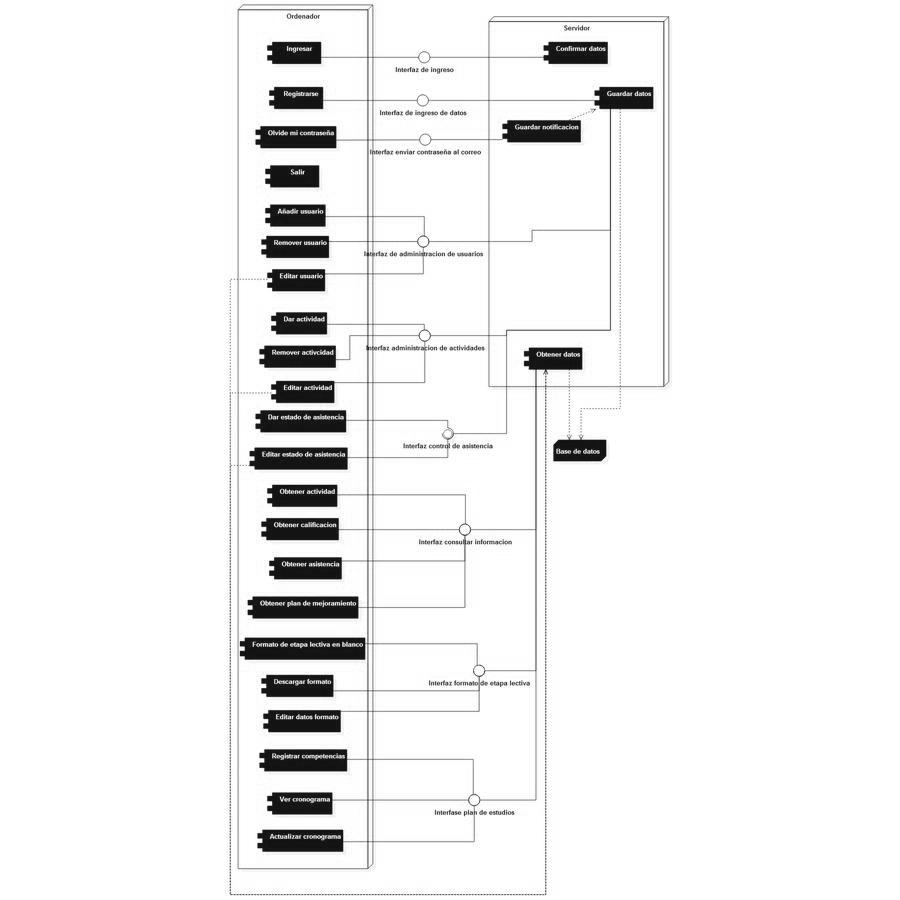 Ordenador
Servidor
Ingresar
Confirmar datos
Interfaz de ingreso
Registrarse
Guardar datos
Interfaz de ingreso de datos
Olvide mi contraseña
Guardar notificacion
Interfaz enviar contraseña al correo
Salir
Añadir usuario
Remover usuario
Interfaz de administracion de usuarios
Editar usuario
Dar actividad
Interfaz administracion de actividades
Remover activcidad
Obtener datos
Editar actividad
Dar estado de asistencia
Interfaz control de asistencia
Base de datos
Editar estado de asistencia
Obtener actividad
Obtener calificacion
Interfaz consultar informacion
Obtener asistencia
Obtener plan de mejoramiento
Formato de etapa lectiva en blanco
Descargar formato
Interfaz formato de etapa lectiva
Editar datos formato
Registrar competencias
Ver cronograma
Interfase plan de estudios
Actualizar cronograma